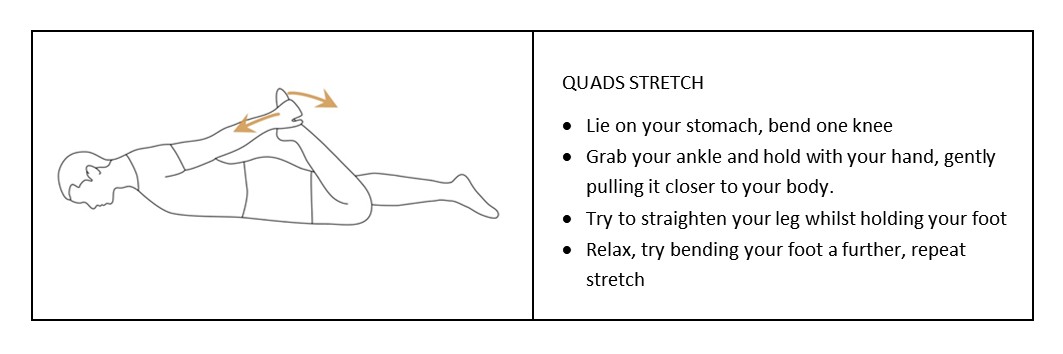 QUADS STRETCH
• Lie on your stomach, bend one knee
• Grab your ankle and hold with your hand, gently
pulling it closer to your body.
• Try to straighten your leg whilst holding your foot
• Relax, try bending your foot a further, repeat
stretch